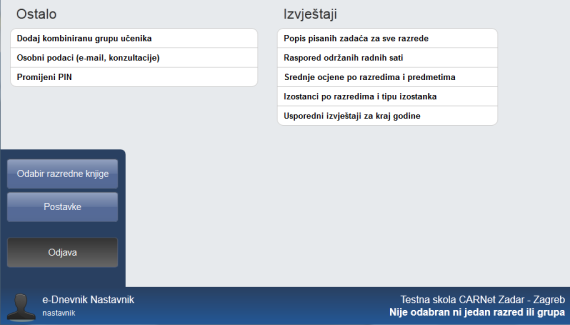 Ostalo
Dodaj kombiniranu grupu učenika
Osobni podaci (e-mail, konzultacije)
Promijeni PIN
Izvještaji
Popis pisanih zadaća za sve razrede
Raspored održanih radnih sati
Srednje ocjene po razredima i predmetima
Izostanci po razredima i tipu izostanka
Usporedni izvještaji za kraj godine
Odabir razredne knjige
Postavke
Odjava
e-Dnevnik Nastavnik
nastavnik
Testna skola CARNet Zadar - Zagreb
Nije odabran ni jedan razred ili grupa